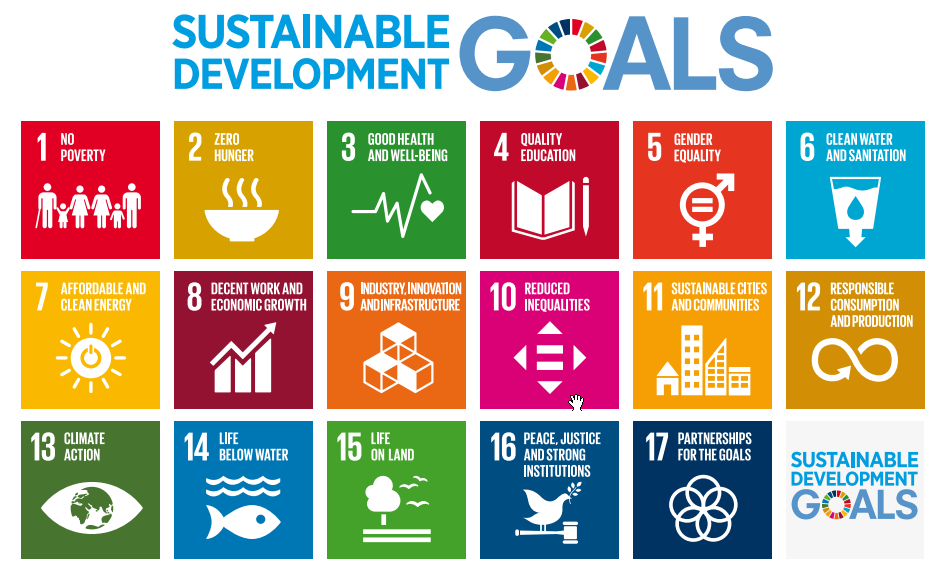 SUSTAINABLE
DEVELOPMENT
GOALS
1 NO
POVERTY
2 ZERO
HUNGER
3 GOOD HEALTH
AND WELL-BEING
4 QUALITY
EDUCATION
5 GENDER
EQUALITY
6 CLEAN WATER
AND SANITATION
7 AFFORDABLE AND
CLEAN ENERGY
8 DECENT WORK AND
ECONOMIC GROWTH
9 INDUSTRY, INNOVATION
AND INFRASTRUCTURE
10 REDUCED
INEQUALITIES
11 SUSTAINABLE CITIES
AND COMMUNITIES
12 RESPONSIBLE
CONSUMPTION
AND PRODUCTION
13 CLIMATE
ACTION
14 LIFE
BELOW WATER
15 LIFE
ON LAND
16 PEACE, JUSTICE
AND STRONG
INSTITUTIONS
17 PARTNERSHIPS
FOR THE GOALS
SUSTAINABLE
DEVELOPMENT
GOALS